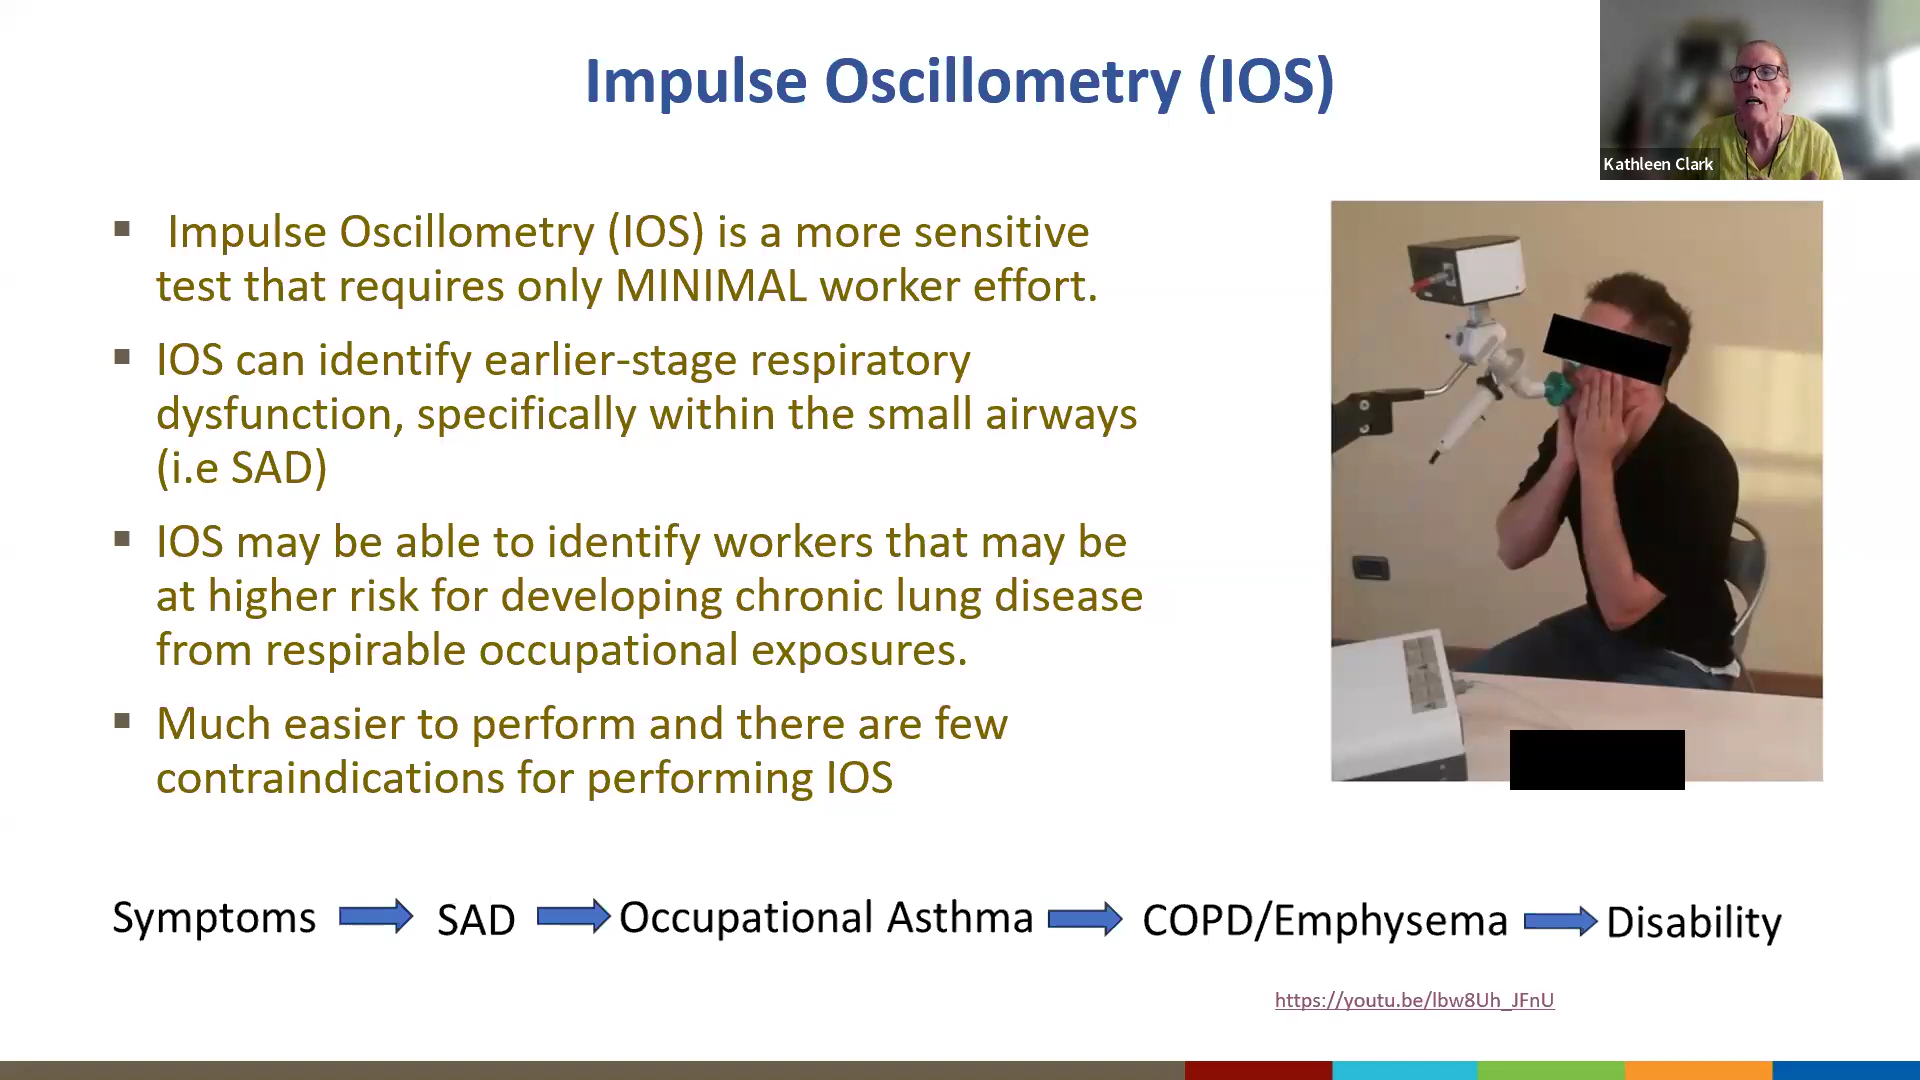 Impulse Oscillometry (IOS)
Kathleen Clark
▪ Impulse Oscillometry (IOS) is a more sensitive
test that requires only MINIMAL worker effort.
▪ IOS can identify earlier-stage respiratory
dysfunction, specifically within the small airways
(i.e SAD)
▪ IOS may be able to identify workers that may be
at higher risk for developing chronic lung disease
from respirable occupational exposures.
▪ Much easier to perform and there are few
contraindications for performing IOS
Symptoms SAD Occupational Asthma COPD/Emphysema Disability
https://youtu.be/lbw8Uh_JFnU